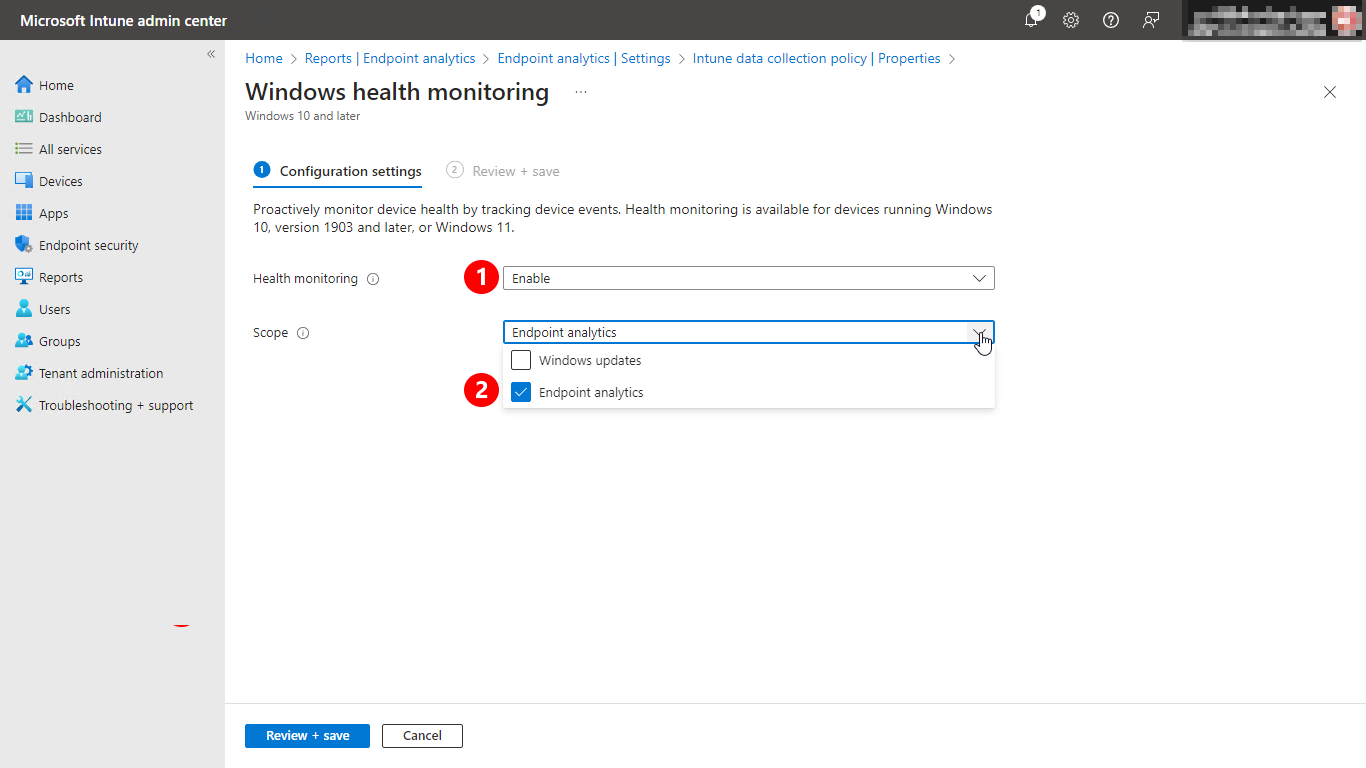 Microsoft Intune admin center
1
«
Home
Dashboard
All services
Devices
Apps
Endpoint security
Reports
Users
Groups
Tenant administration
Troubleshooting + support
Home > Reports | Endpoint analytics > Endpoint analytics | Settings > Intune data collection policy | Properties >
Windows health monitoring ...
Windows 10 and later
1 Configuration settings 2 Review + save
Proactively monitor device health by tracking device events. Health monitoring is available for devices running Windows
10, version 1903 and later, or Windows 11.
Health monitoring 1 Enable
Scope Endpoint analytics
Windows updates
2 Endpoint analytics
Review + save Cancel